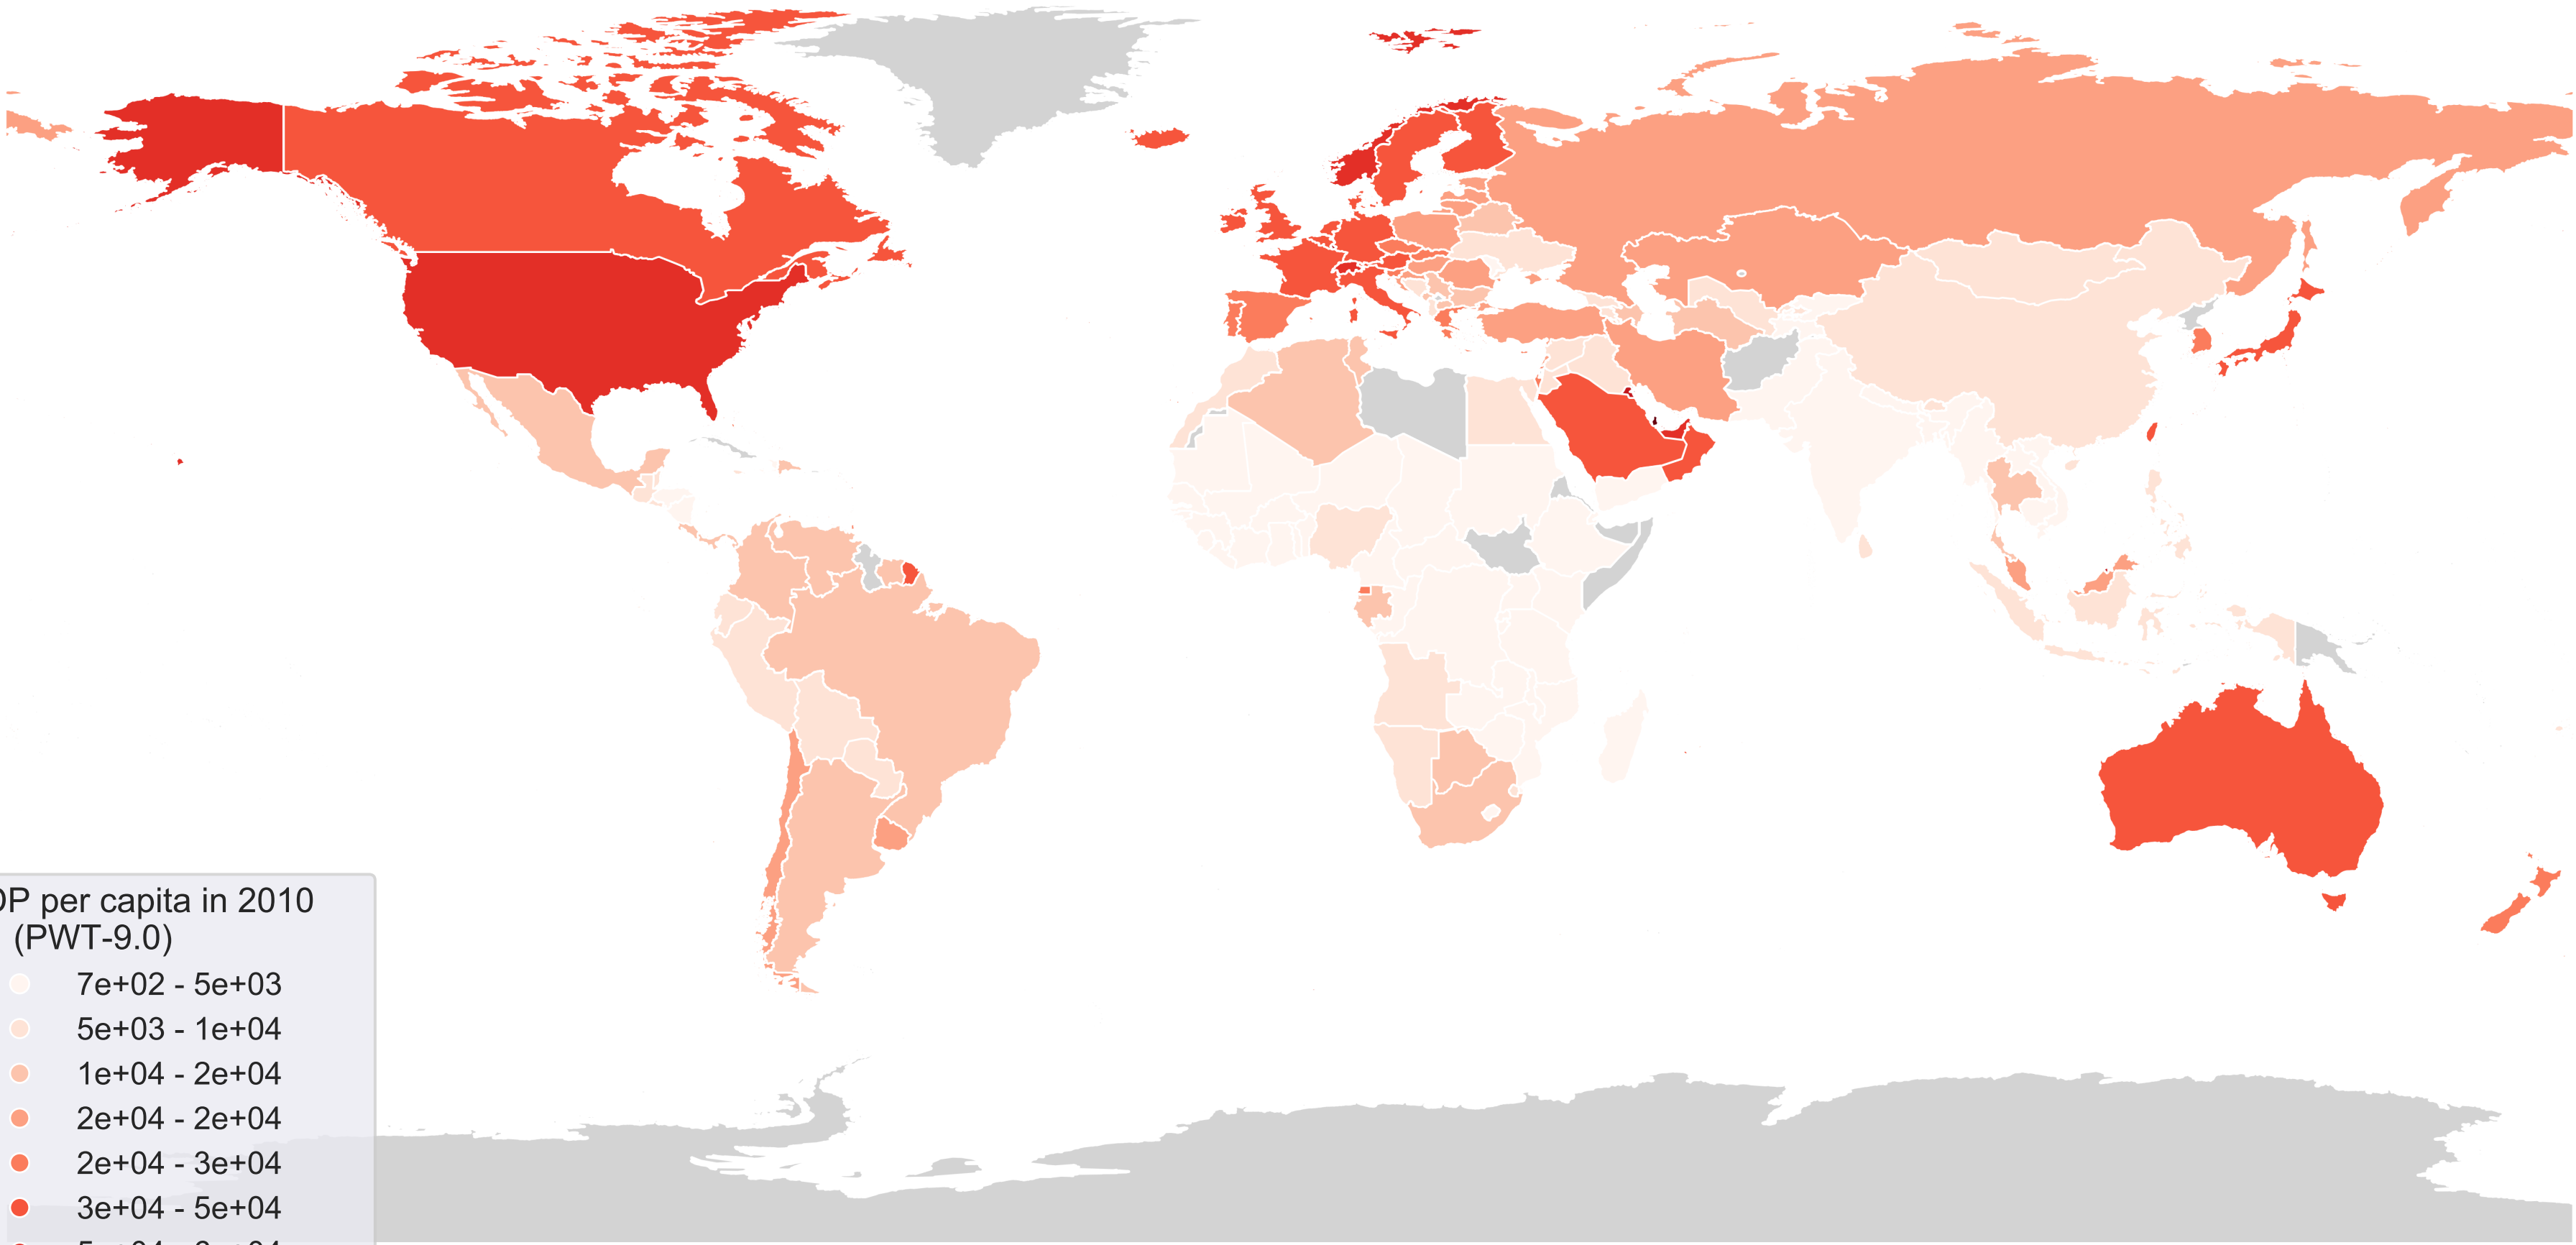 DP per capita in 2010
(PWT-9.0)
7e+02 - 5e+03
5e+03 - 1e+04
1e+04 - 2e+04
2e+04 - 2e+04
2e+04 - 3e+04
3e+04 - 5e+04